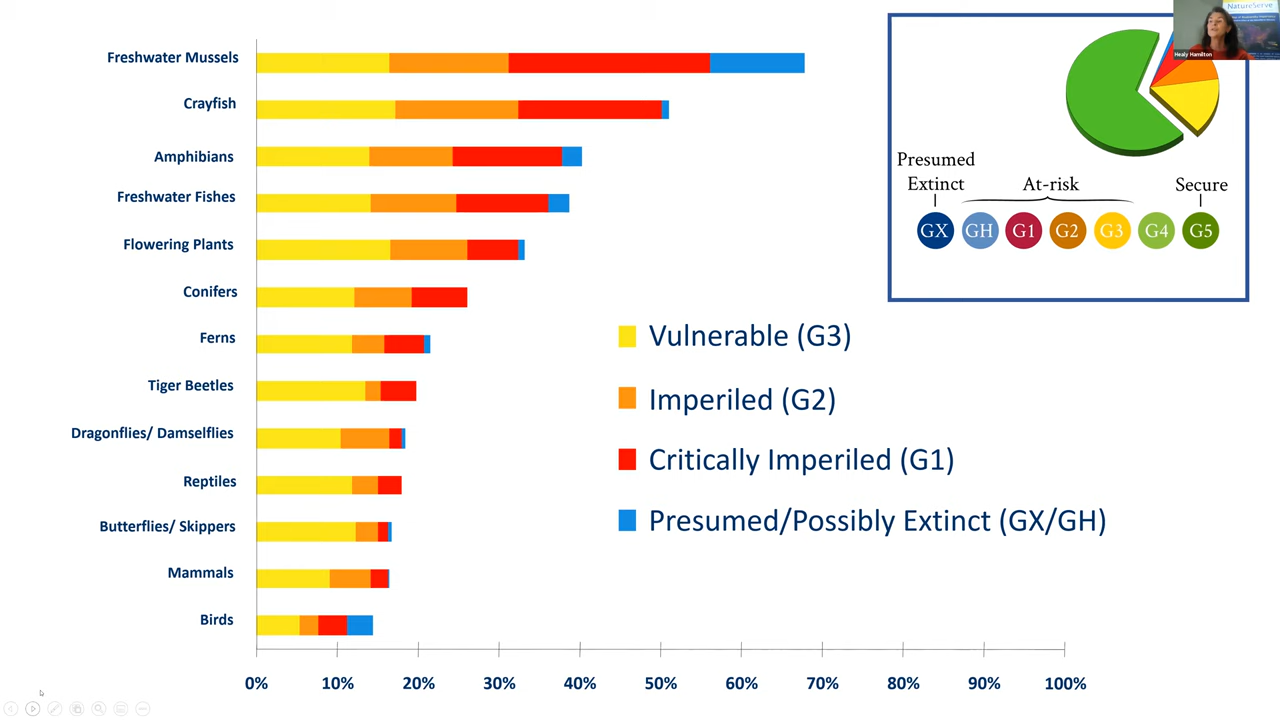 Freshwater Mussels
Crayfish
Amphibians
Freshwater Fishes
Flowering Plants
Conifers
Ferns
Tiger Beetles
Dragonflies/ Damselflies
Reptiles
Butterflies/ Skippers
Mammals
Birds
0% 10% 20% 30% 40% 50% 60% 70% 80% 90% 100%
Vulnerable (G3)
Imperiled (G2)
Critically Imperiled (G1)
Presumed/Possibly Extinct (GX/GH)
NatureServe
Healy Hamilton
Presumed
Extinct At-risk Secure
GX GH G1 G2 G3 G4 G5